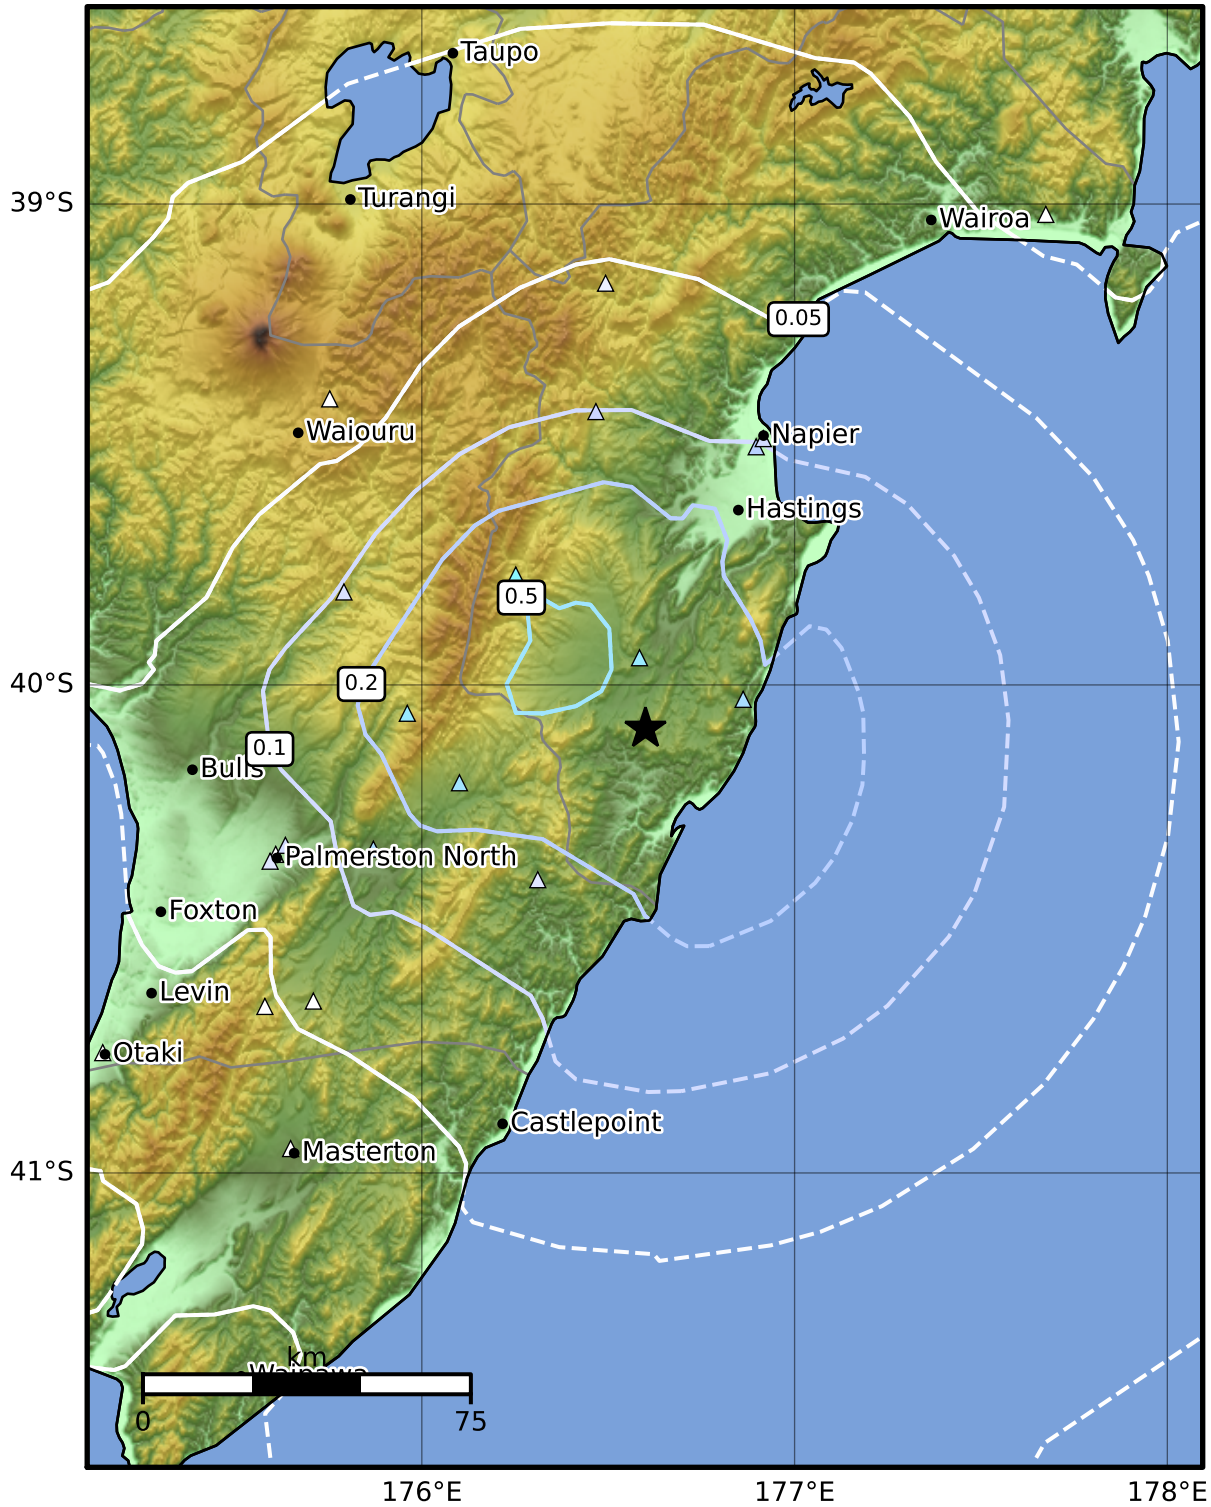 Taupo
Turangi
39°S
Wairoa
0.05
Waiouru
Napier
Hastings
0.5
0.2
40°S
0.1
Bulls
Palmerston North
Foxton
Levin
Otaki
Castlepoint
Masterton
41°S
km
0
75
176°E
177°E
178°E